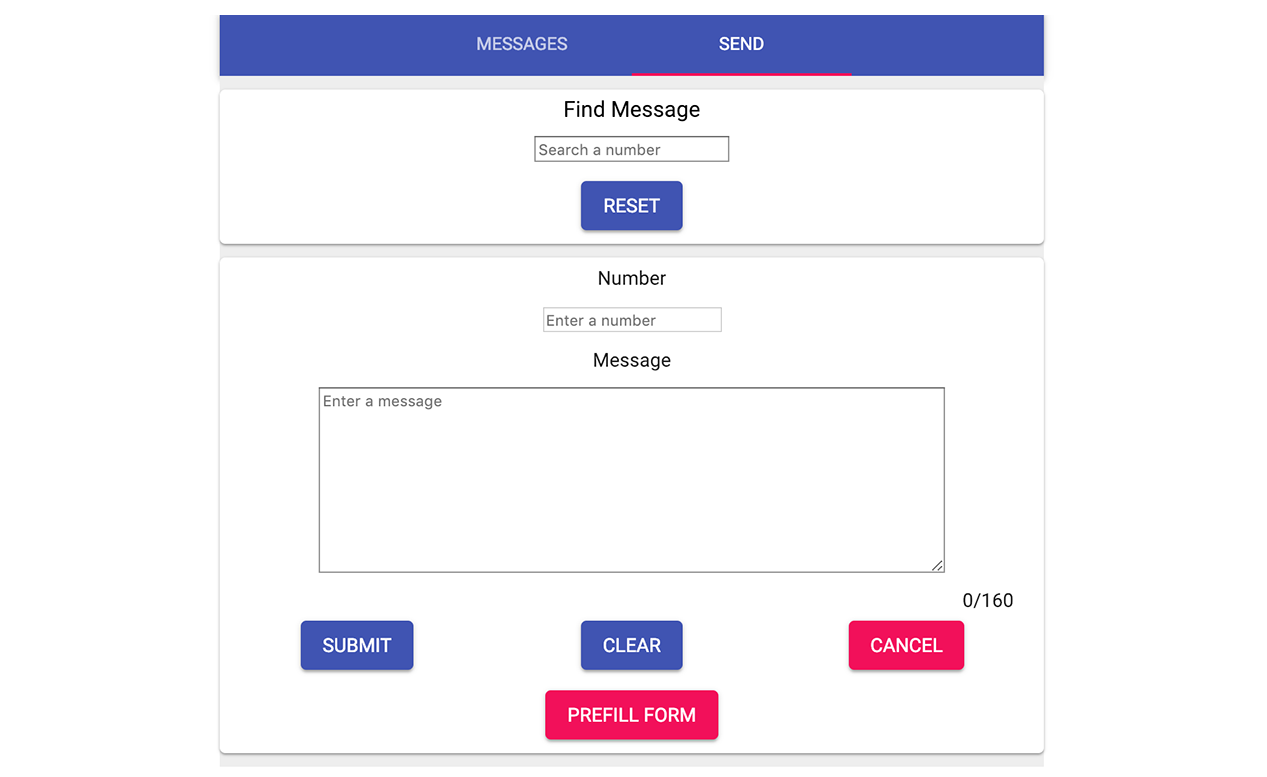 MESSAGES SEND
Find Message
Search a number
RESET
Number
Enter a number
Message
Enter a message
0/160
SUBMIT CLEAR CANCEL
PREFILL FORM